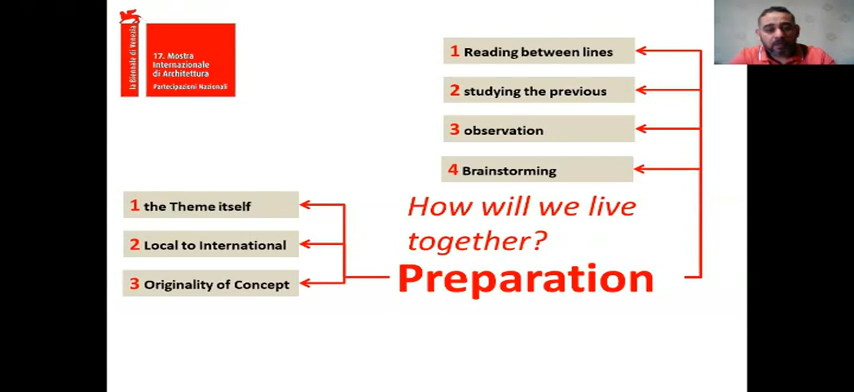 la Biennale di Venezia
17. Mostra
Internazionale
di Architettura
Partecipazioni Nazionali
1 Reading between lines
2 studying the previous
3 observation
4 Brainstorming
1 the Theme itself
2 Local to International
3 Originality of Concept
How will we live
together?
Preparation